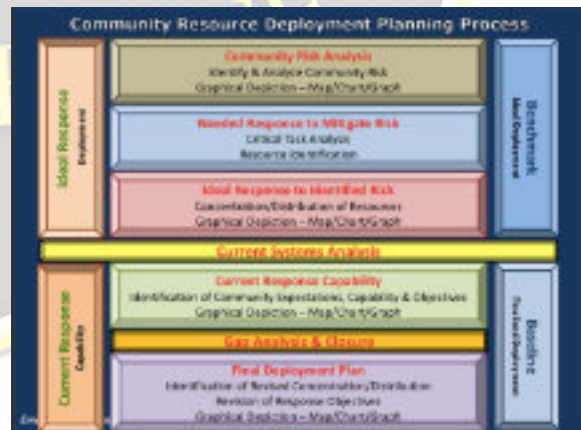 Community Resource Deployment Planning Process
Ideal Response
Deployment
Community Risk Analysis
Identify & Analyze Community Risk
Graphical Depiction – Map/Chart/Graph
Needed Response to Mitigate Risk
Critical Task Analysis
Resource Identification
Ideal Response to Identified Risk
Concentration/Distribution of Resources
Graphical Depiction – Map/Chart/Graph
Benchmark
Ideal Deployment
Current Systems Analysis
Current Response
Capability
Current Response Capability
Identification of Community Expectations, Capability & Objectives
Graphical Depiction – Map/Chart/Graph
Gap Analysis & Closure
Final Deployment Plan
Identification of Revised Concentration/Distribution
Revision of Response Objectives
Graphical Depiction – Map/Chart/Graph
Baseline
Deployment